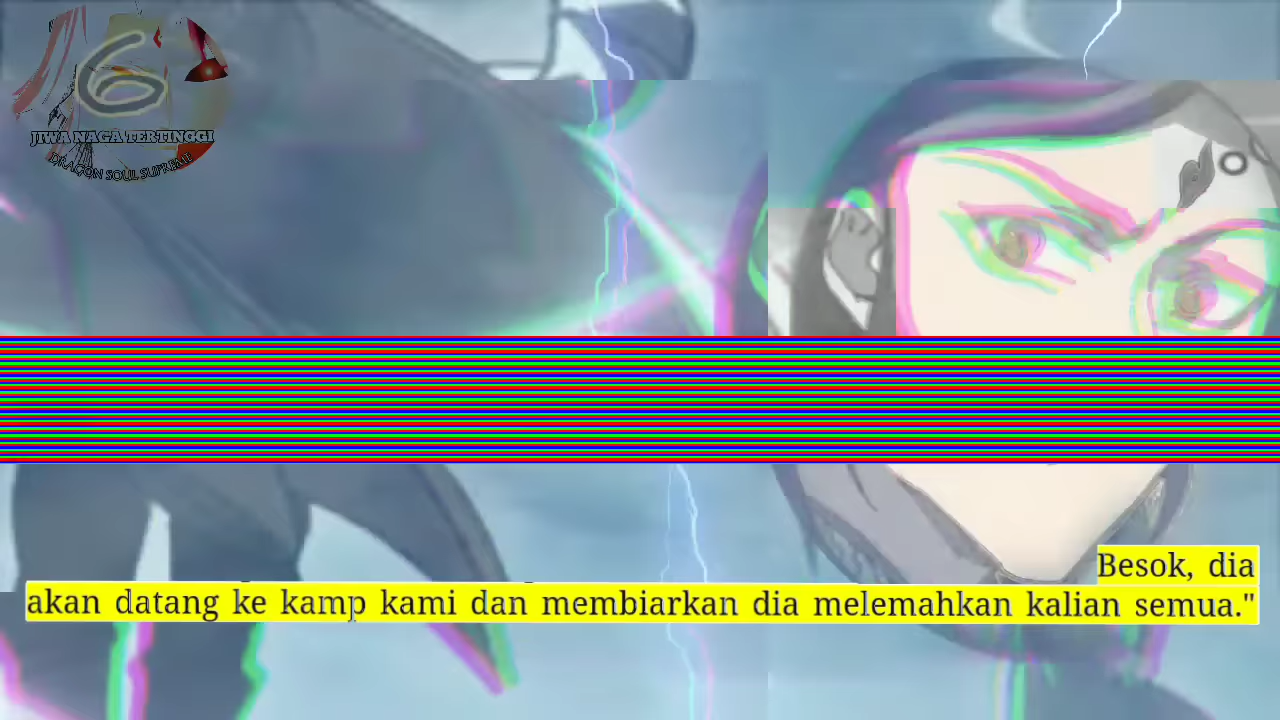 6
JIWA NAGA TERTINGGI
DRAGON SOUL SUPREME
Besok, dia
akan datang ke kamp kami dan membiarkan dia melemahkan kalian semua."